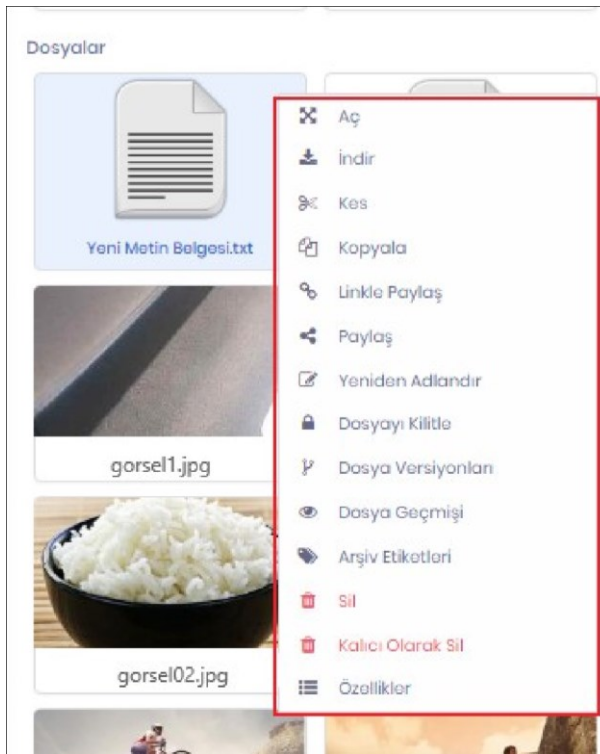 Dosyalar
Yeni Metin Belgesi.txt
Aç
İndir
Kes
Kopyala
Linkle Paylaş
Paylaş
Yeniden Adlandır
Dosyayı Kilitle
Dosya Versiyonları
Dosya Geçmişi
Arşiv Etiketleri
Sil
Kalıcı Olarak Sil
Özellikler
gorsel1.jpg
gorsel02.jpg